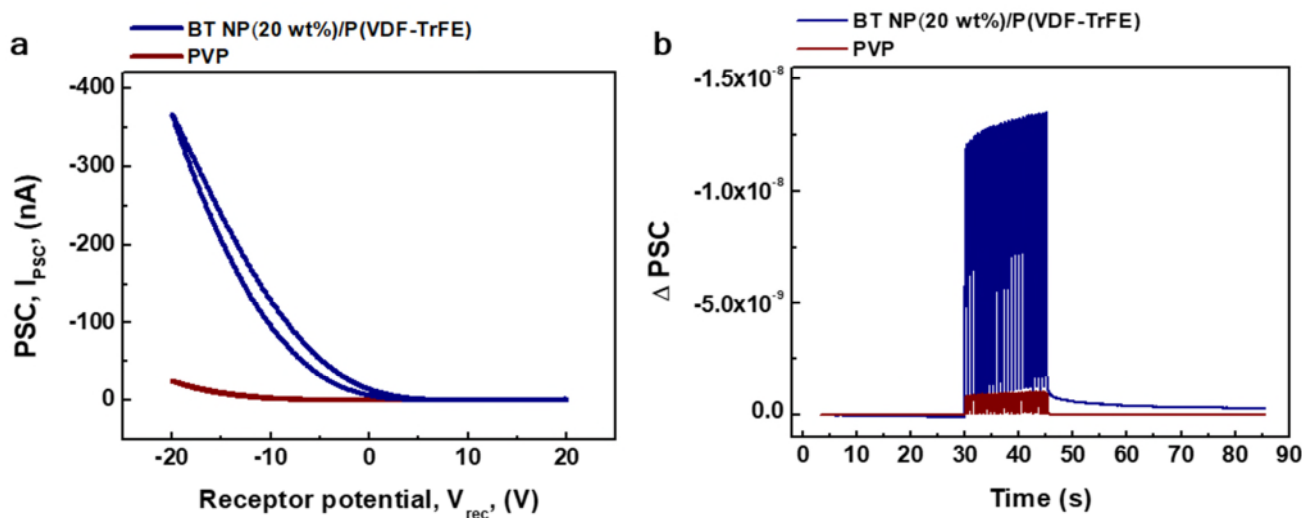 BT NP(20 wt%)/P(VDF-TrFE)
PVP
a
-400
-300
-200
-100
0
PSC, I_PSC, (nA)
-20 -10 0 10 20
Receptor potential, V_rec, (V)
BT NP(20 wt%)/P(VDF-TrFE)
PVP
b
-1.5x10⁻⁸
-1.0x10⁻⁸
-5.0x10⁻⁹
0.0
Δ PSC
0 10 20 30 40 50 60 70 80 90
Time (s)